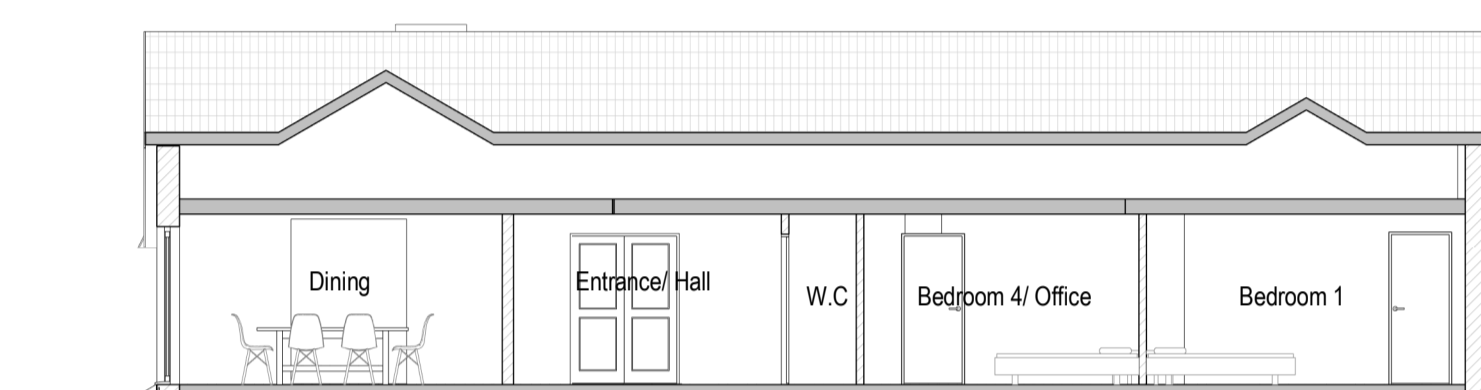 Dining
Entrance/ Hall
W.C
Bedroom 4/ Office
Bedroom 1